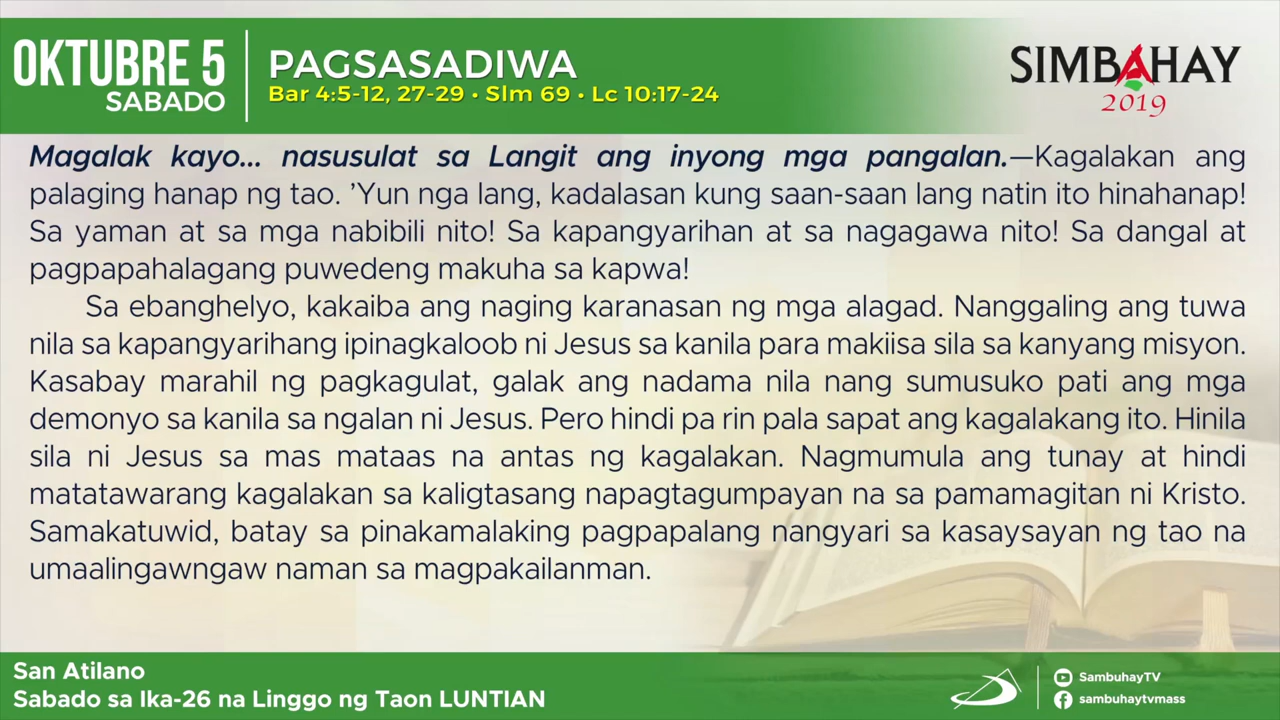 OKTUBRE 5
SABADO
PAGSASADIWA
Bar 4:5-12, 27-29 • Slm 69 • Lc 10:17-24
SIMBAHAY
2019
Magalak kayo... nasusulat sa Langit ang inyong mga pangalan.—Kagalakan ang
palaging hanap ng tao. ’Yun nga lang, kadalasan kung saan-saan lang natin ito hinahanap!
Sa yaman at sa mga nabibili nito! Sa kapangyarihan at sa nagagawa nito! Sa dangal at
pagpapahalagang puwedeng makuha sa kapwa!
Sa ebanghelyo, kakaiba ang naging karanasan ng mga alagad. Nanggaling ang tuwa
nila sa kapangyarihang ipinagkaloob ni Jesus sa kanila para makiisa sila sa kanyang misyon.
Kasabay marahil ng pagkagulat, galak ang nadama nila nang sumusuko pati ang mga
demonyo sa kanila sa ngalan ni Jesus. Pero hindi pa rin pala sapat ang kagalakang ito. Hinila
sila ni Jesus sa mas mataas na antas ng kagalakan. Nagmumula ang tunay at hindi
matatawarang kagalakan sa kaligtasang napagtagumpayan na sa pamamagitan ni Kristo.
Samakatuwid, batay sa pinakamalaking pagpapalang nangyari sa kasaysayan ng tao na
umaalingawngaw naman sa magpakailanman.
San Atilano
Sabado sa Ika-26 na Linggo ng Taon LUNTIAN
SambuhayTV
sambuhaytvmass